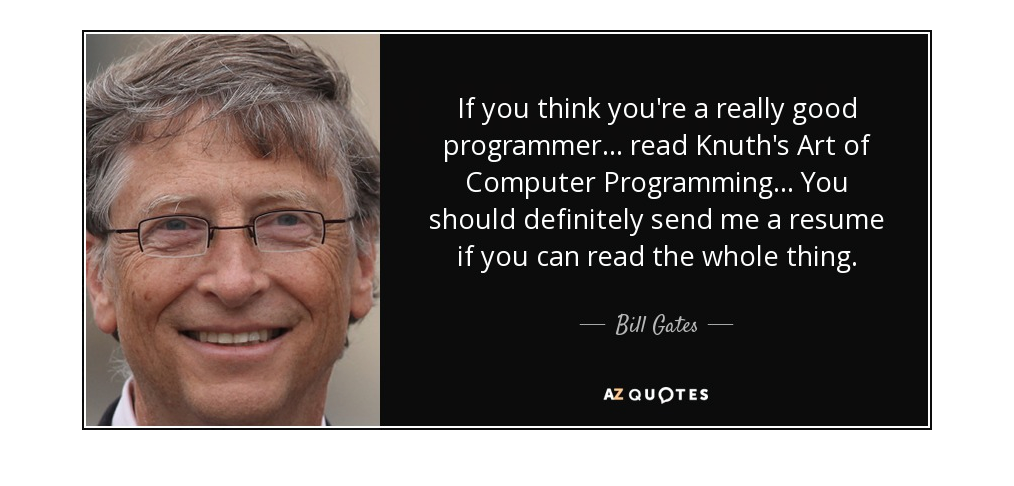 If you think you're a really good
programmer... read Knuth's Art of
Computer Programming... You
should definitely send me a resume
if you can read the whole thing.
Bill Gates
AZ QUOTES